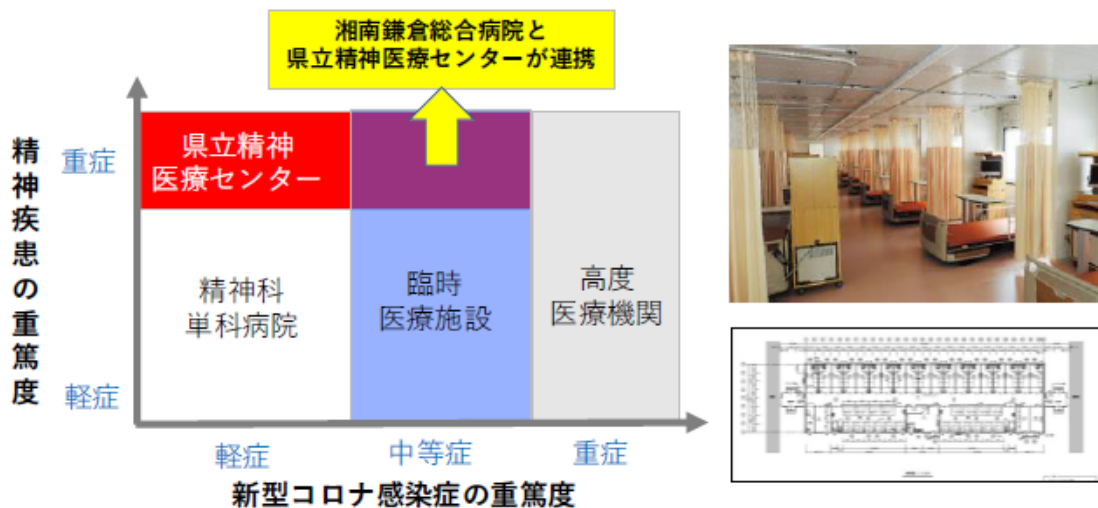 湘南鎌倉総合病院と
県立精神医療センターが連携
精神疾患の重篤度
重症
軽症
県立精神
医療センター
精神科
単科病院
臨時
医療施設
高度
医療機関
軽症
中等症
重症
新型コロナ感染症の重篤度